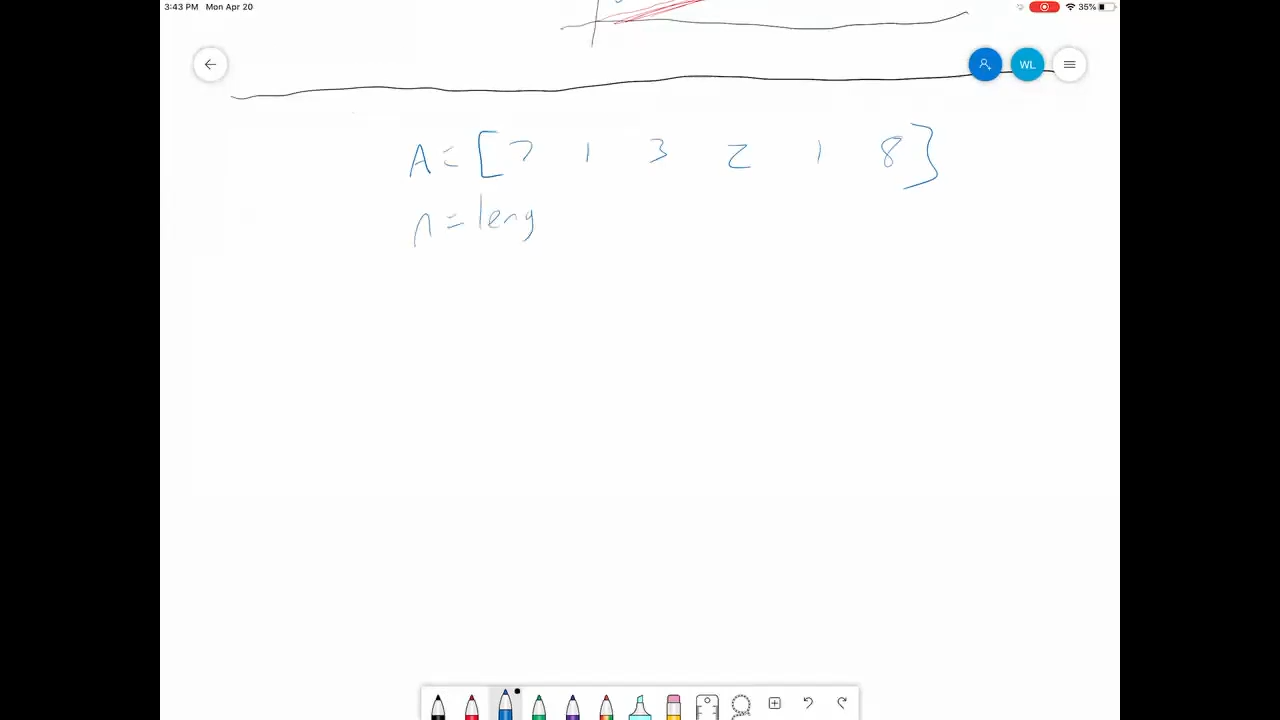 3:43 PM Mon Apr 20
35%
WL
A = [7 1 3 2 1 8]
n = leng